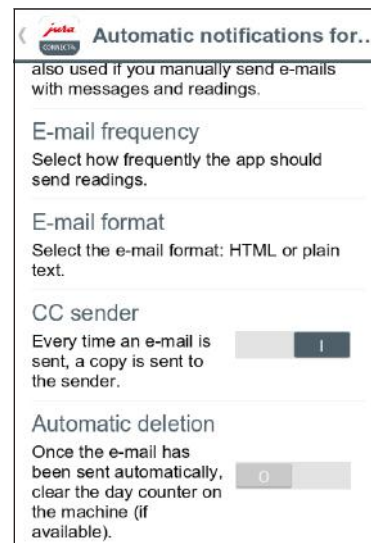 jura
CONNECT©
Automatic notifications for..
also used if you manually send e-mails
with messages and readings.
E-mail frequency
Select how frequently the app should
send readings.
E-mail format
Select the e-mail format: HTML or plain
text.
CC sender
Every time an e-mail is
sent, a copy is sent to
the sender.
I
Automatic deletion
Once the e-mail has
been sent automatically,
clear the day counter on
the machine (if
available).
O